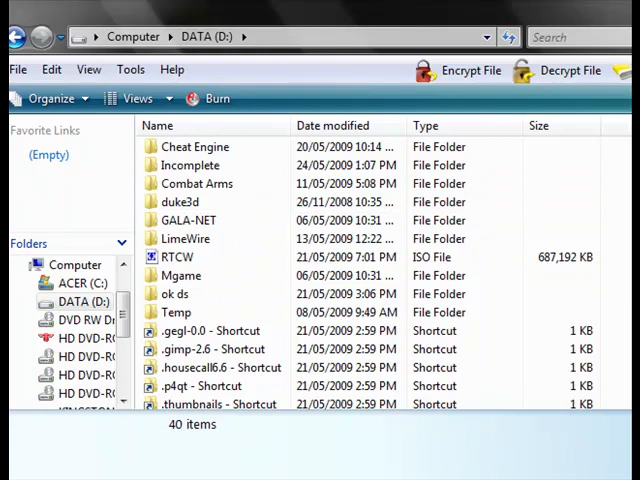 Computer DATA (D:) Search
File Edit View Tools Help Encrypt File Decrypt File
Organize Views Burn
Favorite Links
(Empty)
Folders
Computer
ACER (C:)
DATA (D:)
DVD RW Dr
HD DVD-RO
HD DVD-RO
HD DVD-RO
HD DVD-RO
Name Date modified Type Size
Cheat Engine 20/05/2009 10:14 ... File Folder
Incomplete 24/05/2009 1:07 PM File Folder
Combat Arms 11/05/2009 5:08 PM File Folder
duke3d 26/11/2008 10:35 ... File Folder
GALA-NET 06/05/2009 10:31 ... File Folder
LimeWire 13/05/2009 12:22 ... File Folder
RTCW 21/05/2009 7:01 PM ISO File 687,192 KB
Mgame 06/05/2009 10:31 ... File Folder
ok ds 21/05/2009 3:06 PM File Folder
Temp 08/05/2009 9:49 AM File Folder
.gegl-0.0 - Shortcut 21/05/2009 2:59 PM Shortcut 1 KB
.gimp-2.6 - Shortcut 21/05/2009 2:59 PM Shortcut 1 KB
.housecall6.6 - Shortcut 21/05/2009 2:59 PM Shortcut 1 KB
.p4qt - Shortcut 21/05/2009 2:59 PM Shortcut 1 KB
.thumbnails - Shortcut 21/05/2009 2:59 PM Shortcut 1 KB
40 items